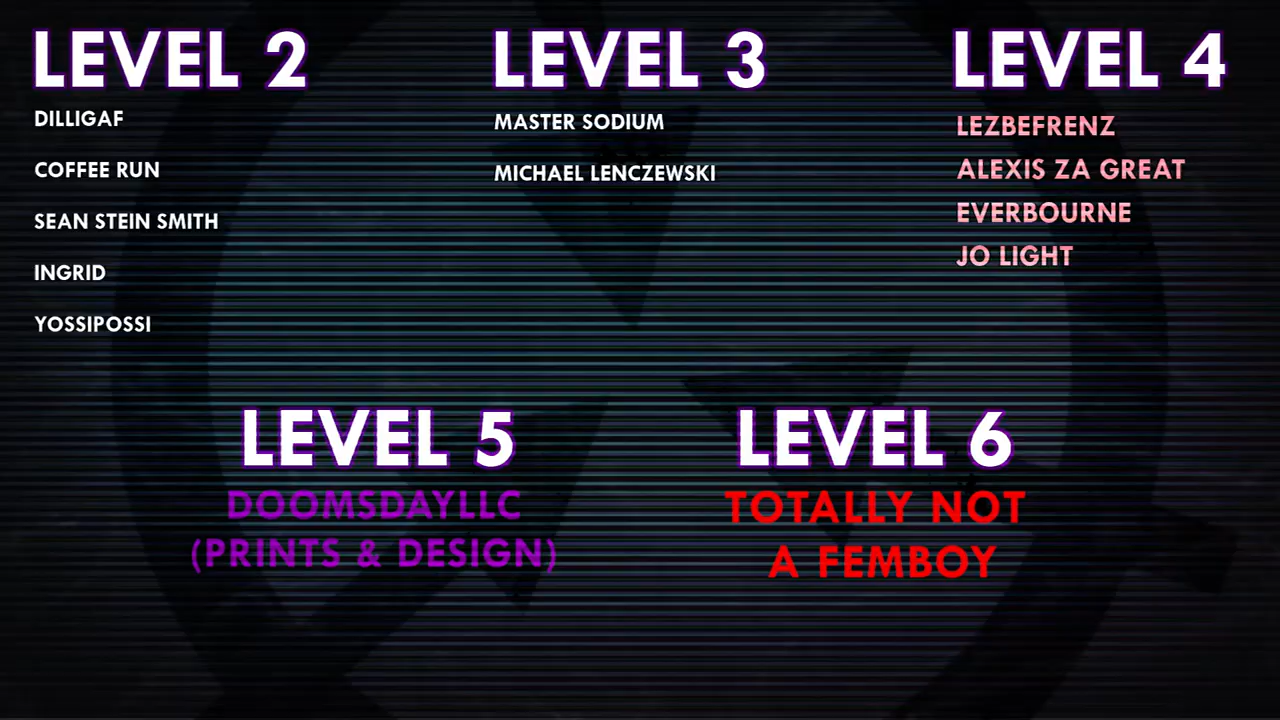 LEVEL 2
DILLIGAF
COFFEE RUN
SEAN STEIN SMITH
INGRID
YOSSIPOSSI
LEVEL 3
MASTER SODIUM
MICHAEL LENCZEWSKI
LEVEL 4
LEZBEFRENZ
ALEXIS ZA GREAT
EVERBOURNE
JO LIGHT
LEVEL 5
DOOMSDAYLLC
(PRINTS & DESIGN)
LEVEL 6
TOTALLY NOT
A FEMBOY